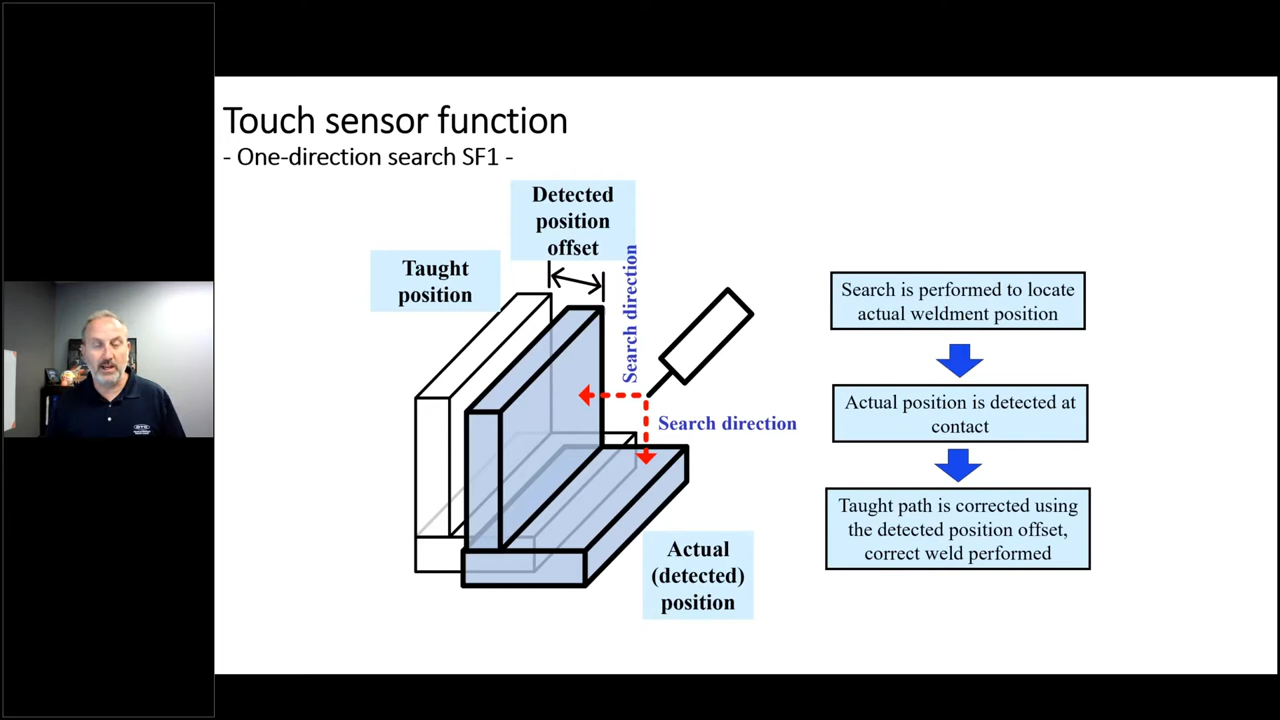 Touch sensor function
- One-direction search SF1 -
Detected
position
offset
Taught
position
Search direction
Search direction
Actual
(detected)
position
Search is performed to locate
actual weldment position
Actual position is detected at
contact
Taught path is corrected using
the detected position offset,
correct weld performed